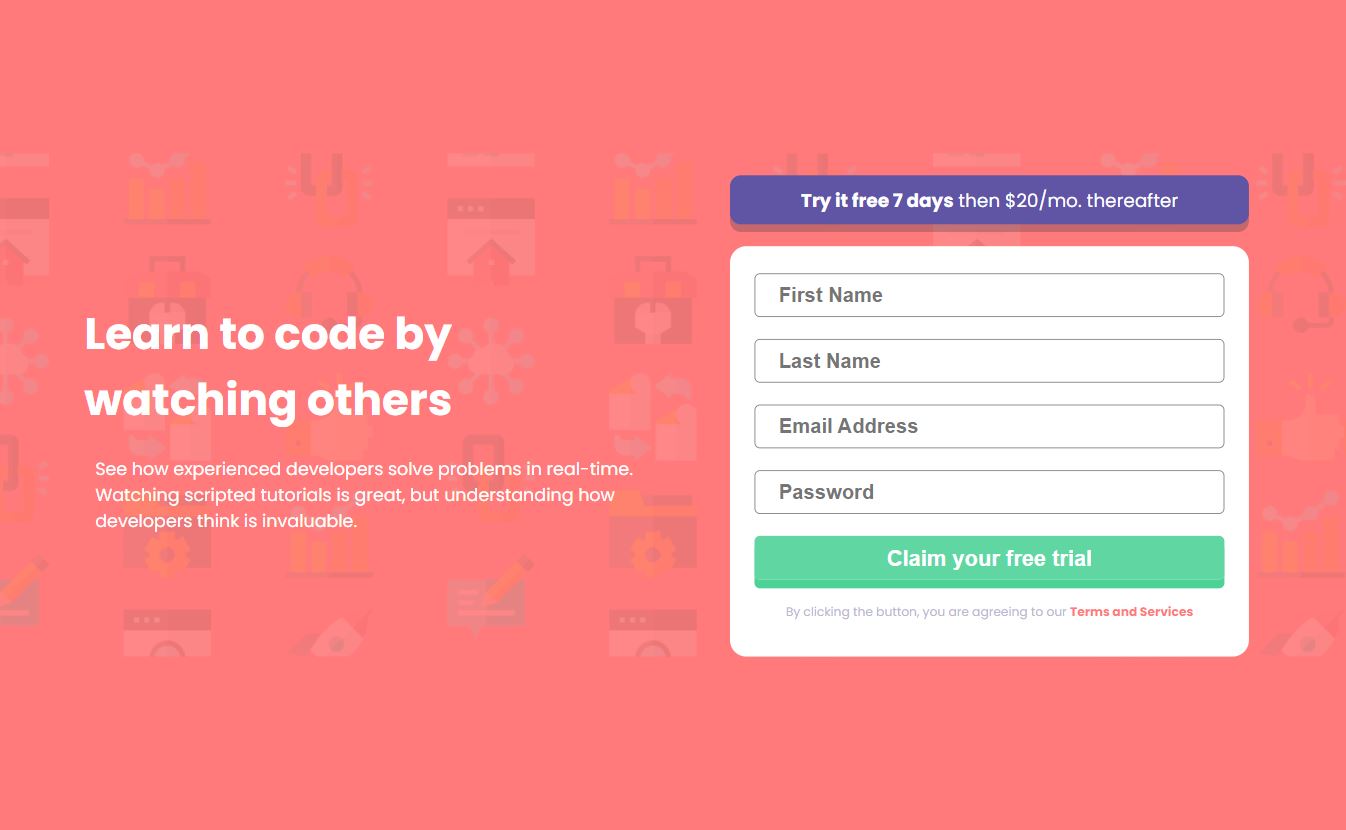 Learn to code by
watching others
See how experienced developers solve problems in real-time.
Watching scripted tutorials is great, but understanding how
developers think is invaluable.
Try it free 7 days then $20/mo. thereafter
First Name
Last Name
Email Address
Password
Claim your free trial
By clicking the button, you are agreeing to our Terms and Services